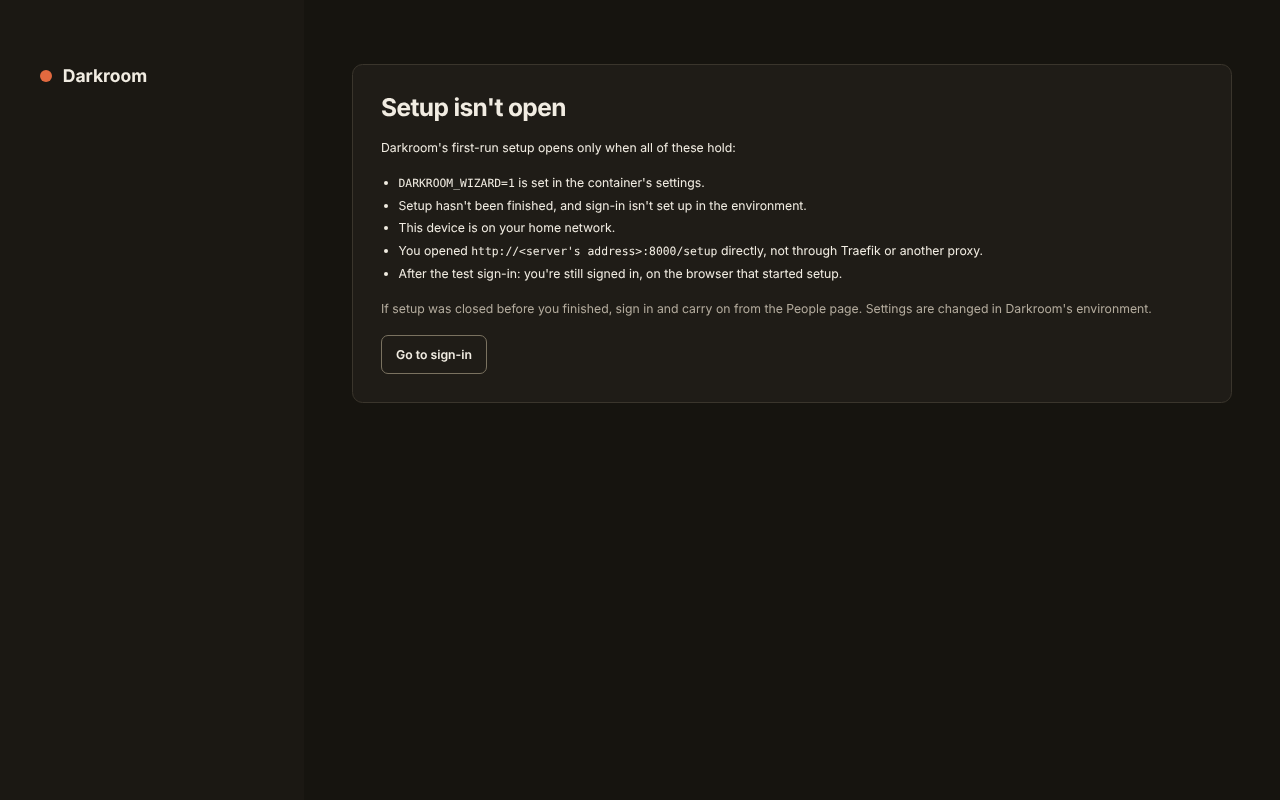 Darkroom
Setup isn't open
Darkroom's first-run setup opens only when all of these hold:
• DARKROOM_WIZARD=1 is set in the container's settings.
• Setup hasn't been finished, and sign-in isn't set up in the environment.
• This device is on your home network.
• You opened http://<server's address>:8000/setup directly, not through Traefik or another proxy.
• After the test sign-in: you're still signed in, on the browser that started setup.
If setup was closed before you finished, sign in and carry on from the People page. Settings are changed in Darkroom's environment.
Go to sign-in